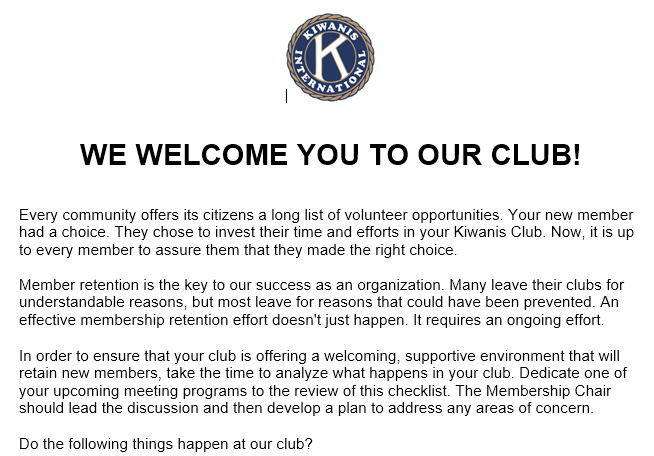 KIWANIS
K
INTERNATIONAL
WE WELCOME YOU TO OUR CLUB!
Every community offers its citizens a long list of volunteer opportunities. Your new member
had a choice. They chose to invest their time and efforts in your Kiwanis Club. Now, it is up
to every member to assure them that they made the right choice.
Member retention is the key to our success as an organization. Many leave their clubs for
understandable reasons, but most leave for reasons that could have been prevented. An
effective membership retention effort doesn't just happen. It requires an ongoing effort.
In order to ensure that your club is offering a welcoming, supportive environment that will
retain new members, take the time to analyze what happens in your club. Dedicate one of
your upcoming meeting programs to the review of this checklist. The Membership Chair
should lead the discussion and then develop a plan to address any areas of concern.
Do the following things happen at our club?